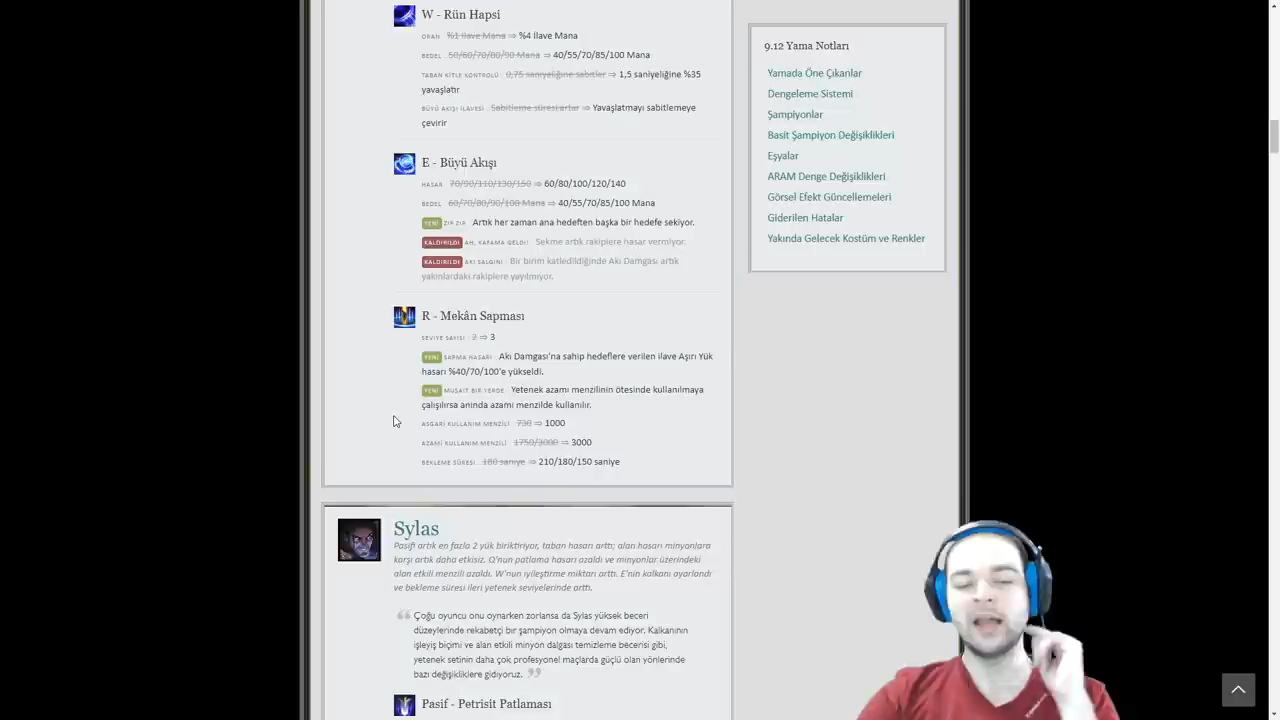 W - Rün Hapsi
ORAN %1 İlave Mana ⇒ %4 İlave Mana
BEDEL 50/60/70/80/90 Mana ⇒ 40/55/70/85/100 Mana
TABAN KİTLE KONTROLÜ 0,75 saniyeliğine sabitler ⇒ 1,5 saniyeliğine %35
yavaşlatır
BÜYÜ AKIŞI İLAVESİ Sabitleme süresi artar ⇒ Yavaşlatmayı sabitlemeye
çevirir
E - Büyü Akışı
HASAR 70/90/110/130/150 ⇒ 60/80/100/120/140
BEDEL 60/70/80/90/100 Mana ⇒ 40/55/70/85/100 Mana
YENİ ZIP ZIP Artık her zaman ana hedeften başka bir hedefe sekiyor.
KALDIRILDI AH, KAFAMA GELDİ! Sekme artık rakiplere hasar vermiyor.
KALDIRILDI AKI SALGINI Bir birim katledildiğinde Akı Damgası artık
yakınlardaki rakiplere yayılmıyor.
R - Mekân Sapması
SEVİYE SAYISI 2 ⇒ 3
YENİ SAPMA HASARI Akı Damgası'na sahip hedeflere verilen ilave Aşırı Yük
hasarı %40/70/100'e yükseldi.
YENİ MÜSAİT BİR YERDE Yetenek azami menzilinin ötesinde kullanılmaya
çalışılırsa anında azami menzilde kullanılır.
ASGARİ KULLANIM MENZİLİ 730 ⇒ 1000
AZAMİ KULLANIM MENZİLİ 1750/3000 ⇒ 3000
BEKLEME SÜRESİ 180 saniye ⇒ 210/180/150 saniye
Sylas
Pasifi artık en fazla 2 yük biriktiriyor, taban hasarı arttı; alan hasarı minyonlara
karşı artık daha etkisiz. Q'nun patlama hasarı azaldı ve minyonlar üzerindeki
alan etkili menzili azaldı. W'nun iyileştirme miktarı arttı. E'nin kalkanı ayarlandı
ve bekleme süresi ileri yetenek seviyelerinde arttı.
Çoğu oyuncu onu oynarken zorlansa da Sylas yüksek beceri
düzeylerinde rekabetçi bir şampiyon olmaya devam ediyor. Kalkanının
işleyiş biçimi ve alan etkili minyon dalgası temizleme becerisi gibi,
yetenek setinin daha çok profesyonel maçlarda güçlü olan yönlerinde
bazı değişikliklere gidiyoruz.
Pasif - Petrisit Patlaması
9.12 Yama Notları
Yamada Öne Çıkanlar
Dengeleme Sistemi
Şampiyonlar
Basit Şampiyon Değişiklikleri
Eşyalar
ARAM Denge Değişiklikleri
Görsel Efekt Güncellemeleri
Giderilen Hatalar
Yakında Gelecek Kostüm ve Renkler